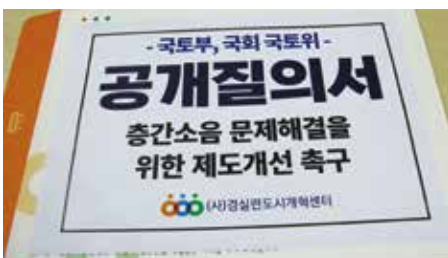 - 국토부, 국회 국토위 -
공개질의서
층간소음 문제해결을
위한 제도개선 촉구
(사)경실련도시개혁센터